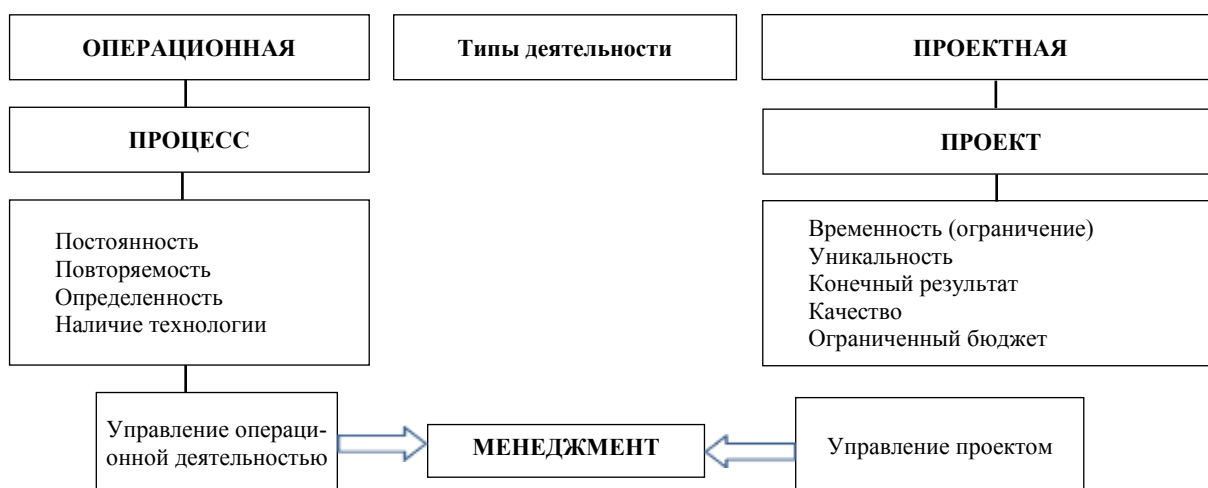 ОПЕРАЦИОННАЯ
Типы деятельности
ПРОЕКТНАЯ
ПРОЦЕСС
ПРОЕКТ
Постоянность
Повторяемость
Определенность
Наличие технологии
Временность (ограничение)
Уникальность
Конечный результат
Качество
Ограниченный бюджет
Управление операци-
онной деятельностью
МЕНЕДЖМЕНТ
Управление проектом